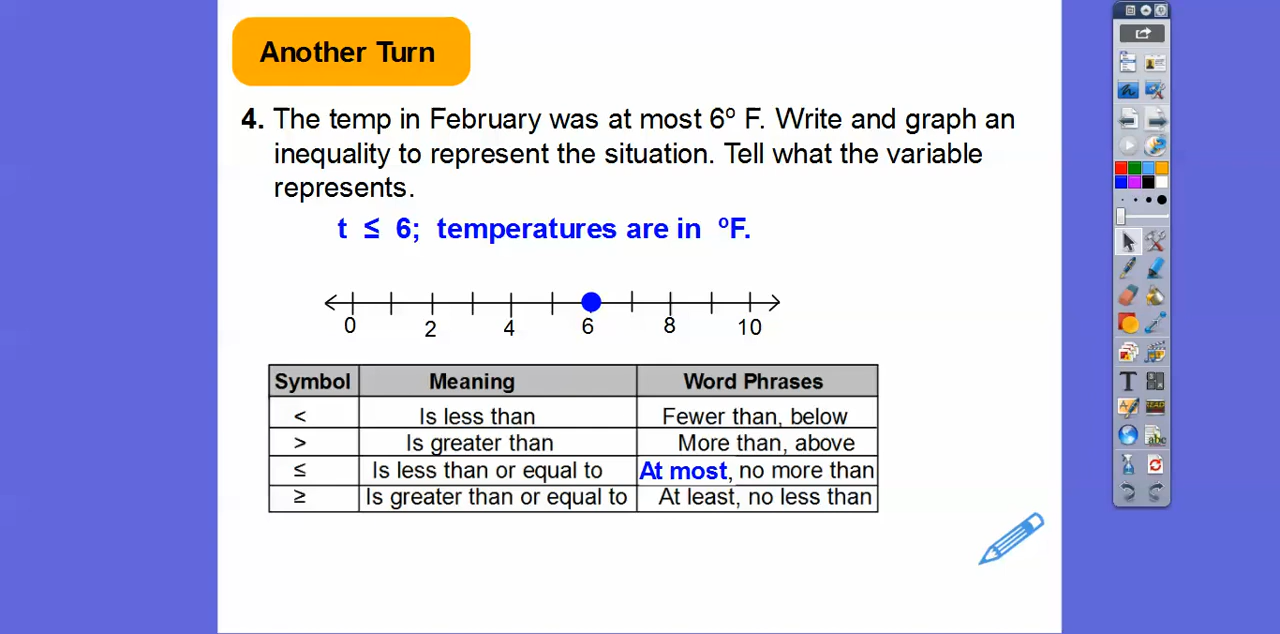 Another Turn
4. The temp in February was at most 6º F. Write and graph an
inequality to represent the situation. Tell what the variable
represents.
t ≤ 6; temperatures are in ºF.
0 2 4 6 8 10
Symbol Meaning Word Phrases
< Is less than Fewer than, below
> Is greater than More than, above
≤ Is less than or equal to At most, no more than
≥ Is greater than or equal to At least, no less than